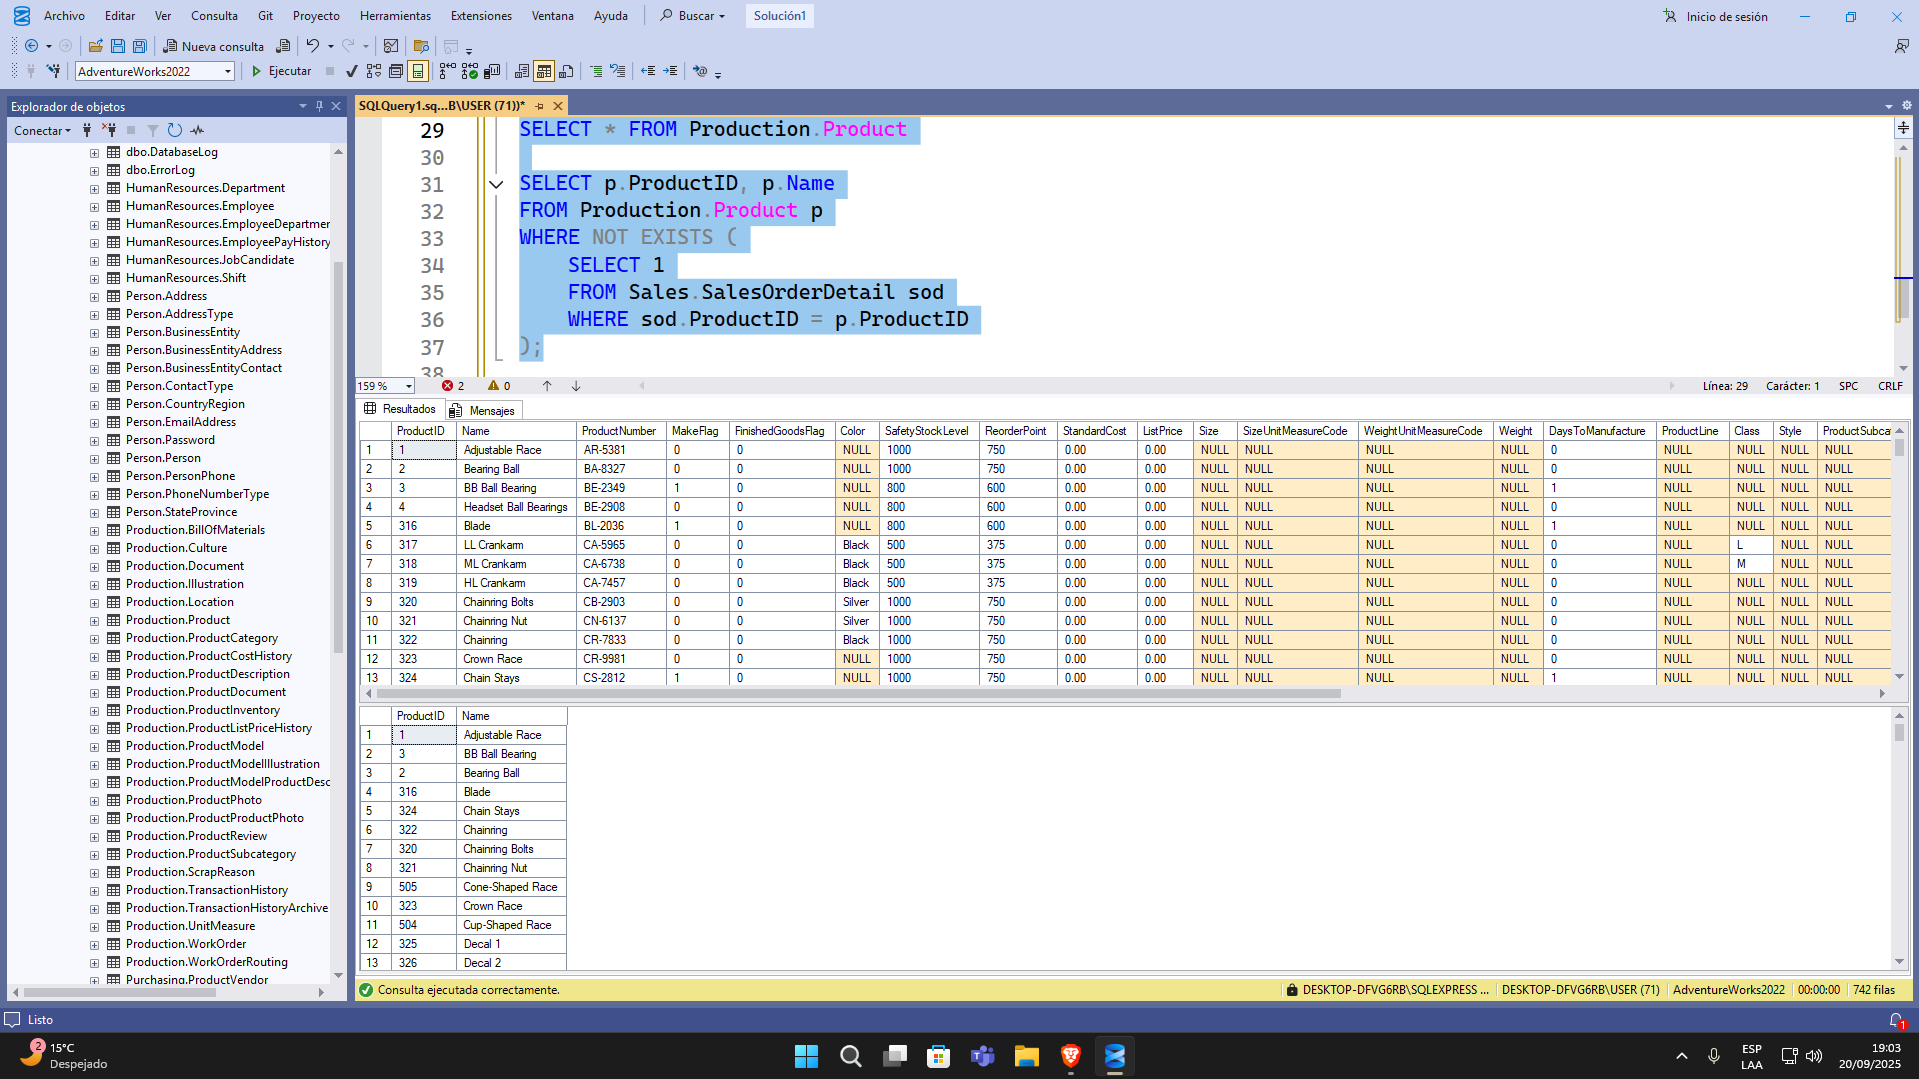 Archivo Editar Ver Consulta Git Proyecto Herramientas Extensiones Ventana Ayuda Buscar Solución1 Inicio de sesión
Nueva consulta
AdventureWorks2022 Ejecutar
Explorador de objetos
Conectar
dbo.DatabaseLog
dbo.ErrorLog
HumanResources.Department
HumanResources.Employee
HumanResources.EmployeeDepartmen
HumanResources.EmployeePayHistory
HumanResources.JobCandidate
HumanResources.Shift
Person.Address
Person.AddressType
Person.BusinessEntity
Person.BusinessEntityAddress
Person.BusinessEntityContact
Person.ContactType
Person.CountryRegion
Person.EmailAddress
Person.Password
Person.Person
Person.PersonPhone
Person.PhoneNumberType
Person.StateProvince
Production.BillOfMaterials
Production.Culture
Production.Document
Production.Illustration
Production.Location
Production.Product
Production.ProductCategory
Production.ProductCostHistory
Production.ProductDescription
Production.ProductDocument
Production.ProductInventory
Production.ProductListPriceHistory
Production.ProductModel
Production.ProductModelIllustration
Production.ProductModelProductDesc
Production.ProductPhoto
Production.ProductProductPhoto
Production.ProductReview
Production.ProductSubcategory
Production.ScrapReason
Production.TransactionHistory
Production.TransactionHistoryArchive
Production.UnitMeasure
Production.WorkOrder
Production.WorkOrderRouting
Purchasing.ProductVendor
SQLQuery1.sq...B\USER (71))*
29 SELECT * FROM Production.Product
30
31 SELECT p.ProductID, p.Name
32 FROM Production.Product p
33 WHERE NOT EXISTS (
34 SELECT 1
35 FROM Sales.SalesOrderDetail sod
36 WHERE sod.ProductID = p.ProductID
37 );
38
159 % 2 0 Línea: 29 Carácter: 1 SPC CRLF
Resultados Mensajes
ProductID Name ProductNumber MakeFlag FinishedGoodsFlag Color SafetyStockLevel ReorderPoint StandardCost ListPrice Size SizeUnitMeasureCode WeightUnitMeasureCode Weight DaysToManufacture ProductLine Class Style ProductSubcat
1 1 Adjustable Race AR-5381 0 0 NULL 1000 750 0.00 0.00 NULL NULL NULL NULL 0 NULL NULL NULL NULL
2 2 Bearing Ball BA-8327 0 0 NULL 1000 750 0.00 0.00 NULL NULL NULL NULL 0 NULL NULL NULL NULL
3 3 BB Ball Bearing BE-2349 1 0 NULL 800 600 0.00 0.00 NULL NULL NULL NULL 1 NULL NULL NULL NULL
4 4 Headset Ball Bearings BE-2908 0 0 NULL 800 600 0.00 0.00 NULL NULL NULL NULL 0 NULL NULL NULL NULL
5 316 Blade BL-2036 1 0 NULL 800 600 0.00 0.00 NULL NULL NULL NULL 1 NULL NULL NULL NULL
6 317 LL Crankarm CA-5965 0 0 Black 500 375 0.00 0.00 NULL NULL NULL NULL 0 NULL L NULL NULL
7 318 ML Crankarm CA-6738 0 0 Black 500 375 0.00 0.00 NULL NULL NULL NULL 0 NULL M NULL NULL
8 319 HL Crankarm CA-7457 0 0 Black 500 375 0.00 0.00 NULL NULL NULL NULL 0 NULL NULL NULL NULL
9 320 Chainring Bolts CB-2903 0 0 Silver 1000 750 0.00 0.00 NULL NULL NULL NULL 0 NULL NULL NULL NULL
10 321 Chainring Nut CN-6137 0 0 Silver 1000 750 0.00 0.00 NULL NULL NULL NULL 0 NULL NULL NULL NULL
11 322 Chainring CR-7833 0 0 Black 1000 750 0.00 0.00 NULL NULL NULL NULL 0 NULL NULL NULL NULL
12 323 Crown Race CR-9981 0 0 NULL 1000 750 0.00 0.00 NULL NULL NULL NULL 0 NULL NULL NULL NULL
13 324 Chain Stays CS-2812 1 0 NULL 1000 750 0.00 0.00 NULL NULL NULL NULL 1 NULL NULL NULL NULL
ProductID Name
1 1 Adjustable Race
2 3 BB Ball Bearing
3 2 Bearing Ball
4 316 Blade
5 324 Chain Stays
6 322 Chainring
7 320 Chainring Bolts
8 321 Chainring Nut
9 505 Cone-Shaped Race
10 323 Crown Race
11 504 Cup-Shaped Race
12 325 Decal 1
13 326 Decal 2
Consulta ejecutada correctamente. DESKTOP-DFVG6RB\SQLEXPRESS ... DESKTOP-DFVG6RB\USER (71) AdventureWorks2022 00:00:00 742 filas
Listo 1
2 15°C
Despejado
ESP
LAA
19:03
20/09/2025